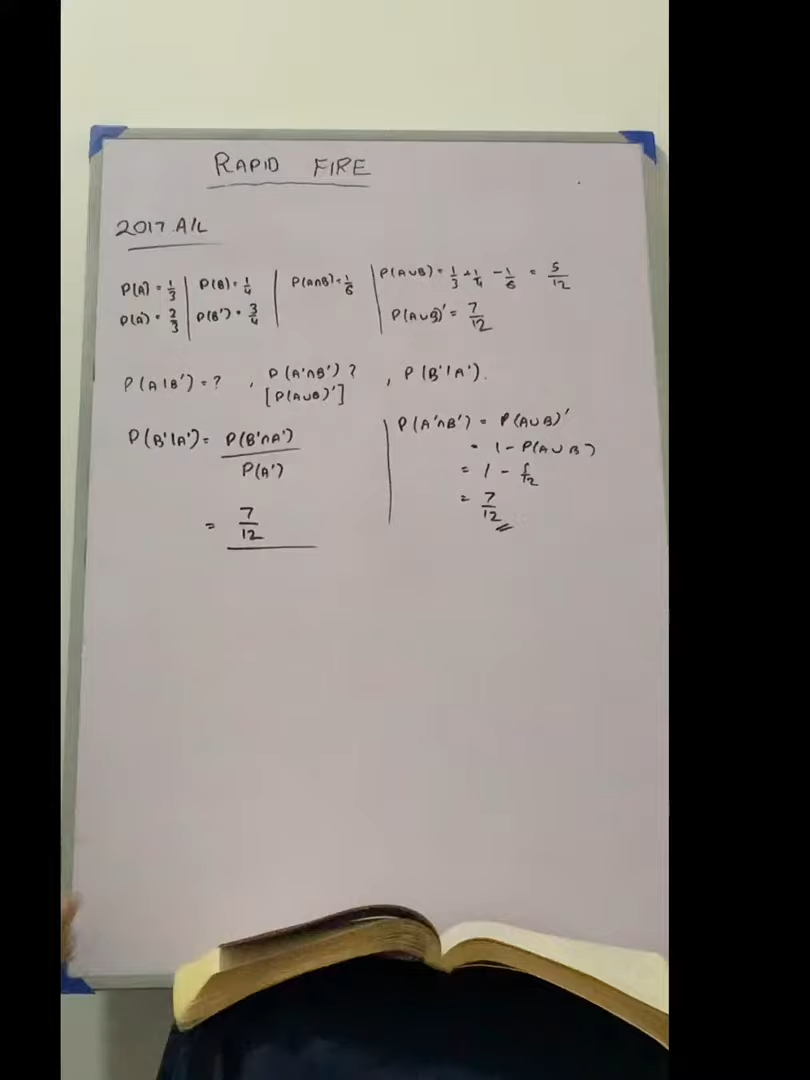 RAPID FIRE
2017 A/L
P(A) = 1/3 | P(B) = 1/4 | P(A∩B) = 1/6 | P(A∪B) = 1/3 + 1/4 - 1/6 = 5/12
P(A') = 2/3 | P(B') = 3/4 | P(A∪B)' = 7/12
P(A|B') = ? , P(A'∩B') ? , P(B'|A').
[P(A∪B)']
P(B'|A') = P(B'∩A') / P(A')
= 7/12
P(A'∩B') = P(A∪B)'
= 1 - P(A∪B)
= 1 - 5/12
= 7/12